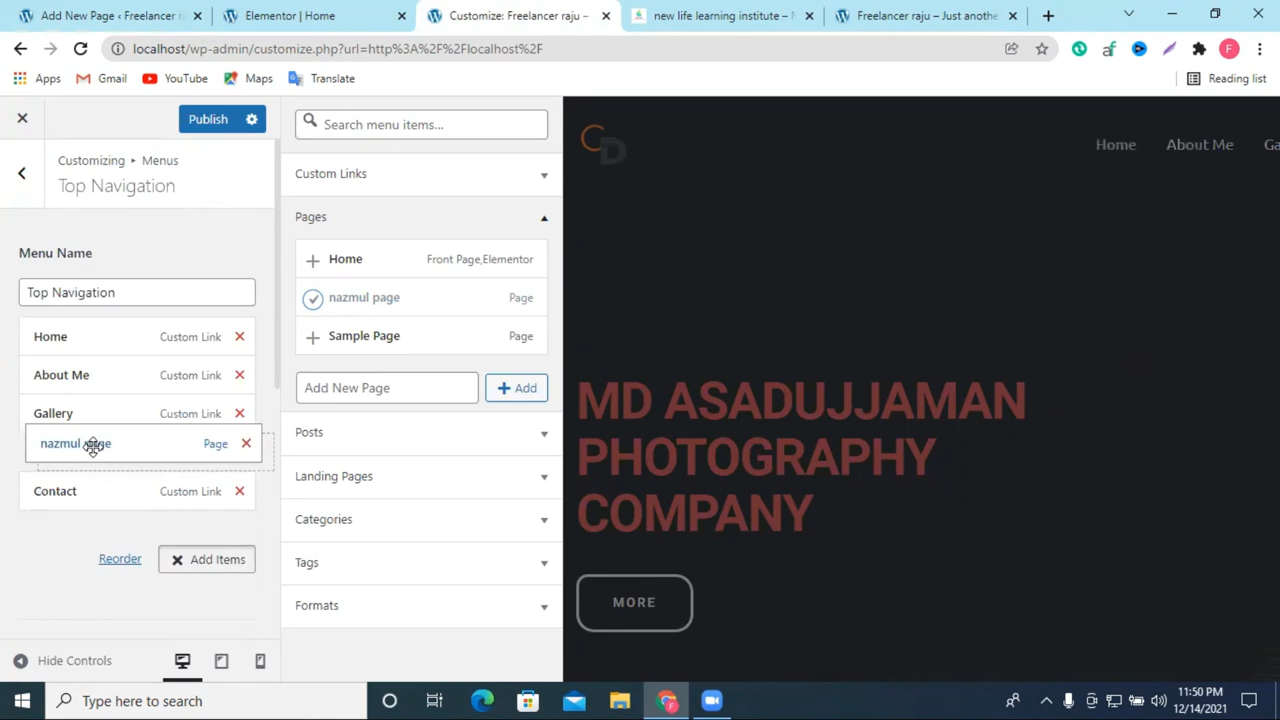 Add New Page ‹ Freelancer r
Elementor | Home
Customize: Freelancer raju –
new life learning institute –
Freelancer raju – Just anoth
localhost/wp-admin/customize.php?url=http%3A%2F%2Flocalhost%2F
F
Apps
Gmail
YouTube
Maps
Translate
Reading list
Publish
Customizing ▸ Menus
Top Navigation
Menu Name
Top Navigation
Home Custom Link
About Me Custom Link
Gallery Custom Link
nazmul page Page
Contact Custom Link
Reorder
Add Items
Hide Controls
Search menu items...
Custom Links
Pages
Home Front Page,Elementor
nazmul page Page
Sample Page Page
Add New Page
Add
Posts
Landing Pages
Categories
Tags
Formats
CD
Home
About Me
Ga
MD ASADUJJAMAN
PHOTOGRAPHY
COMPANY
MORE
Type here to search
11:50 PM
12/14/2021